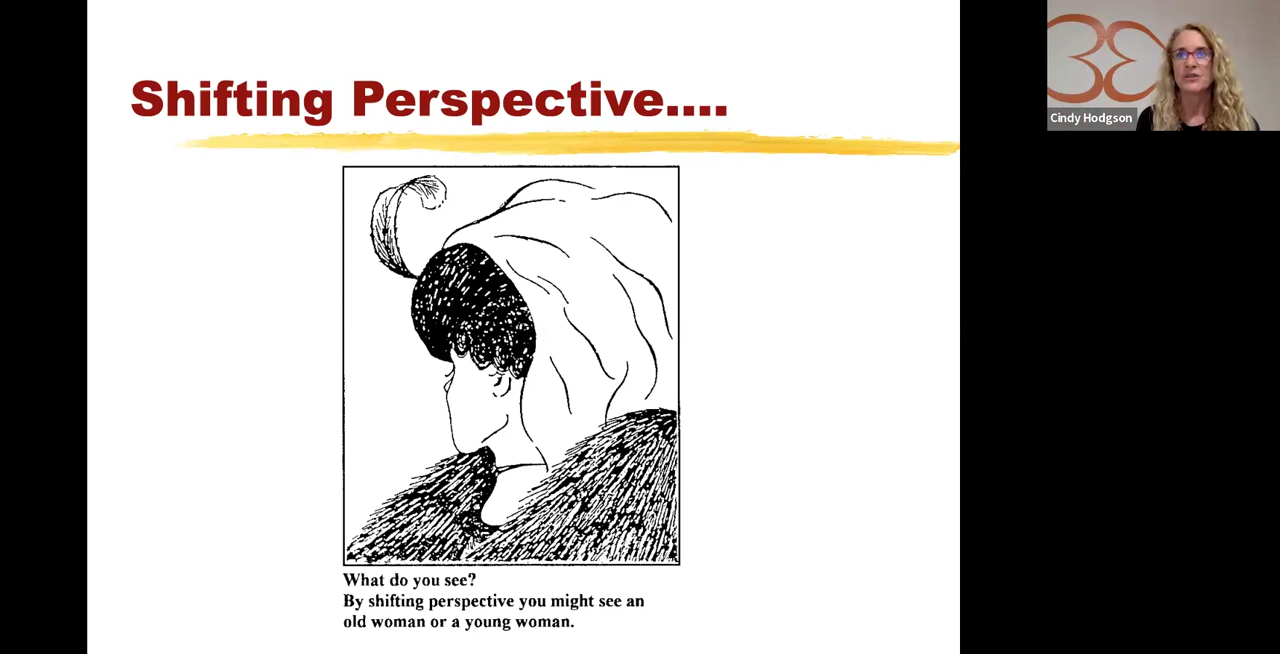 Shifting Perspective....
Cindy Hodgson
What do you see?
By shifting perspective you might see an
old woman or a young woman.